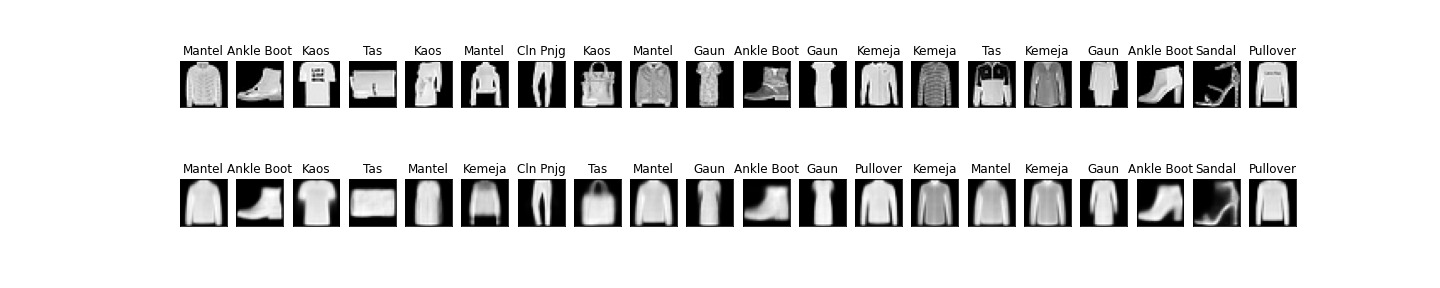 Mantel Ankle Boot Kaos Tas Kaos Mantel Cln Pnjg Kaos Mantel Gaun Ankle Boot Gaun Kemeja Kemeja Tas Kemeja Gaun Ankle Boot Sandal Pullover
Mantel Ankle Boot Kaos Tas Mantel Kemeja Cln Pnjg Tas Mantel Gaun Ankle Boot Gaun Pullover Kemeja Mantel Kemeja Gaun Ankle Boot Sandal Pullover